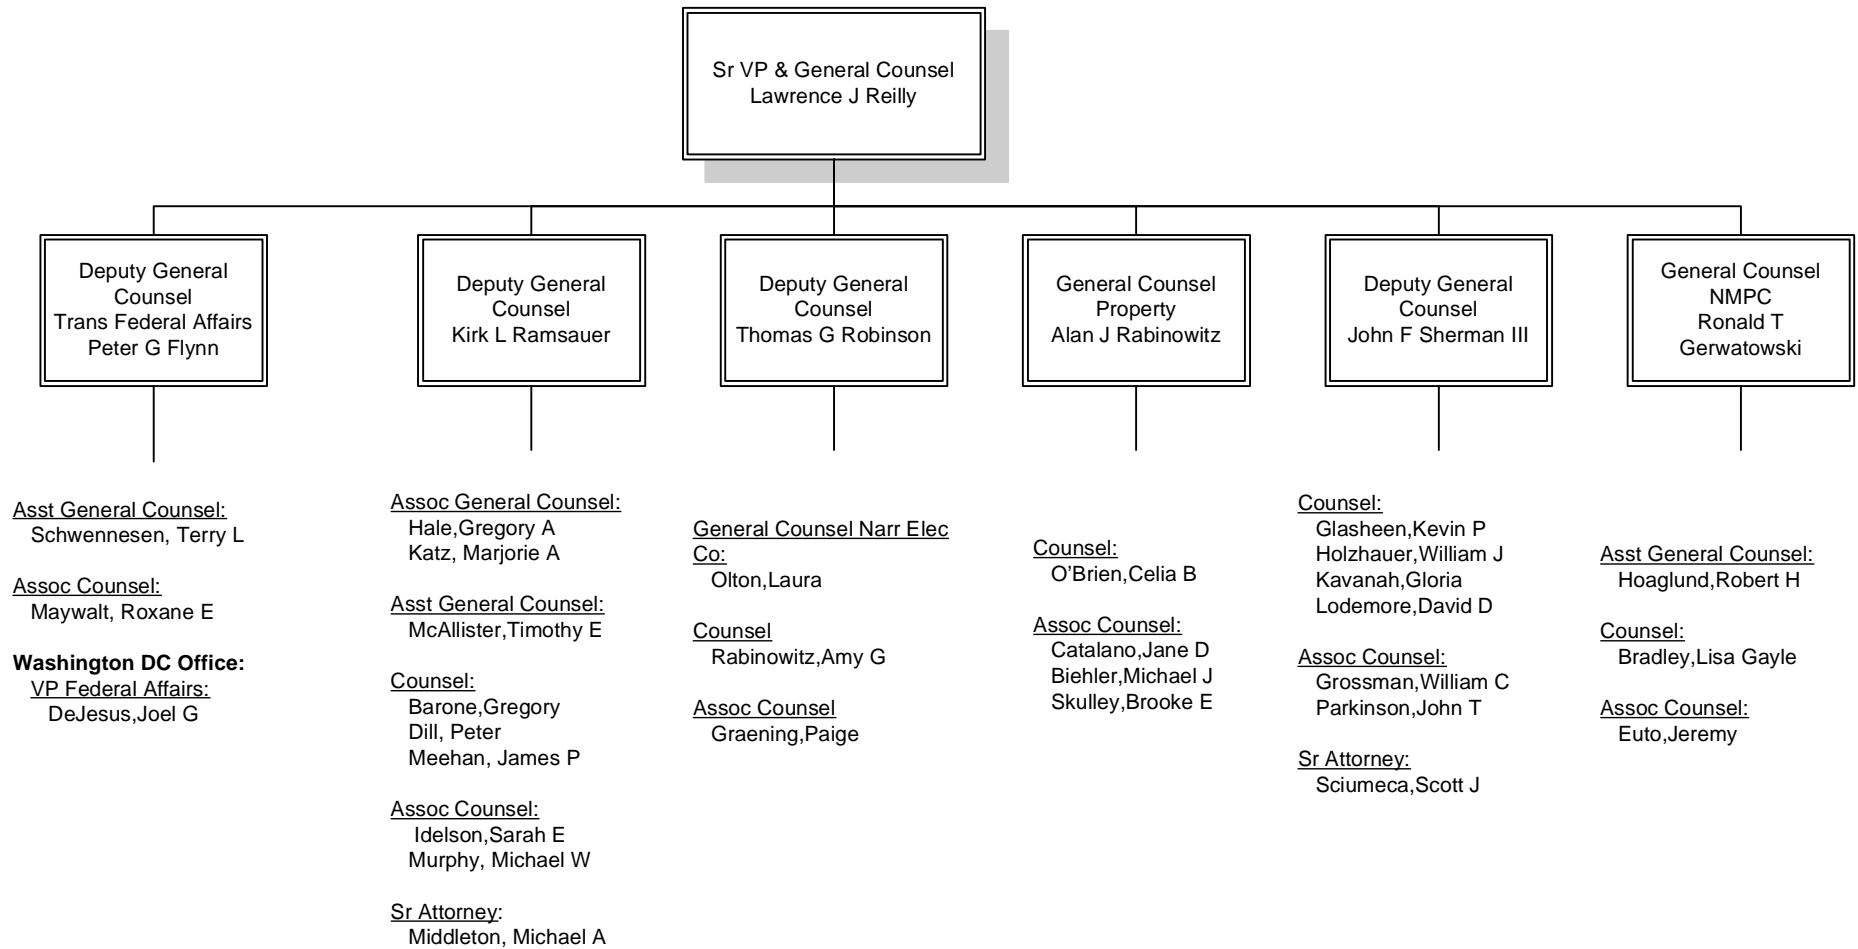 Sr VP & General Counsel
Lawrence J Reilly
Deputy General
Counsel
Trans Federal Affairs
Peter G Flynn
Deputy General
Counsel
Kirk L Ramsauer
Deputy General
Counsel
Thomas G Robinson
General Counsel
Property
Alan J Rabinowitz
Deputy General
Counsel
John F Sherman III
General Counsel
NMPC
Ronald T
Gerwatowski
Asst General Counsel:
Schwennesen, Terry L
Assoc Counsel:
Maywalt, Roxane E
Washington DC Office:
VP Federal Affairs:
DeJesus,Joel G
Assoc General Counsel:
Hale,Gregory A
Katz, Marjorie A
Asst General Counsel:
McAllister,Timothy E
Counsel:
Barone,Gregory
Dill, Peter
Meehan, James P
Assoc Counsel:
Idelson,Sarah E
Murphy, Michael W
Sr Attorney:
Middleton, Michael A
General Counsel Narr Elec
Co:
Olton,Laura
Counsel
Rabinowitz,Amy G
Assoc Counsel
Graening,Paige
Counsel:
O'Brien,Celia B
Assoc Counsel:
Catalano,Jane D
Biehler,Michael J
Skulley,Brooke E
Counsel:
Glasheen,Kevin P
Holzhauer,William J
Kavanah,Gloria
Lodemore,David D
Assoc Counsel:
Grossman,William C
Parkinson,John T
Sr Attorney:
Sciumeca,Scott J
Asst General Counsel:
Hoaglund,Robert H
Counsel:
Bradley,Lisa Gayle
Assoc Counsel:
Euto,Jeremy